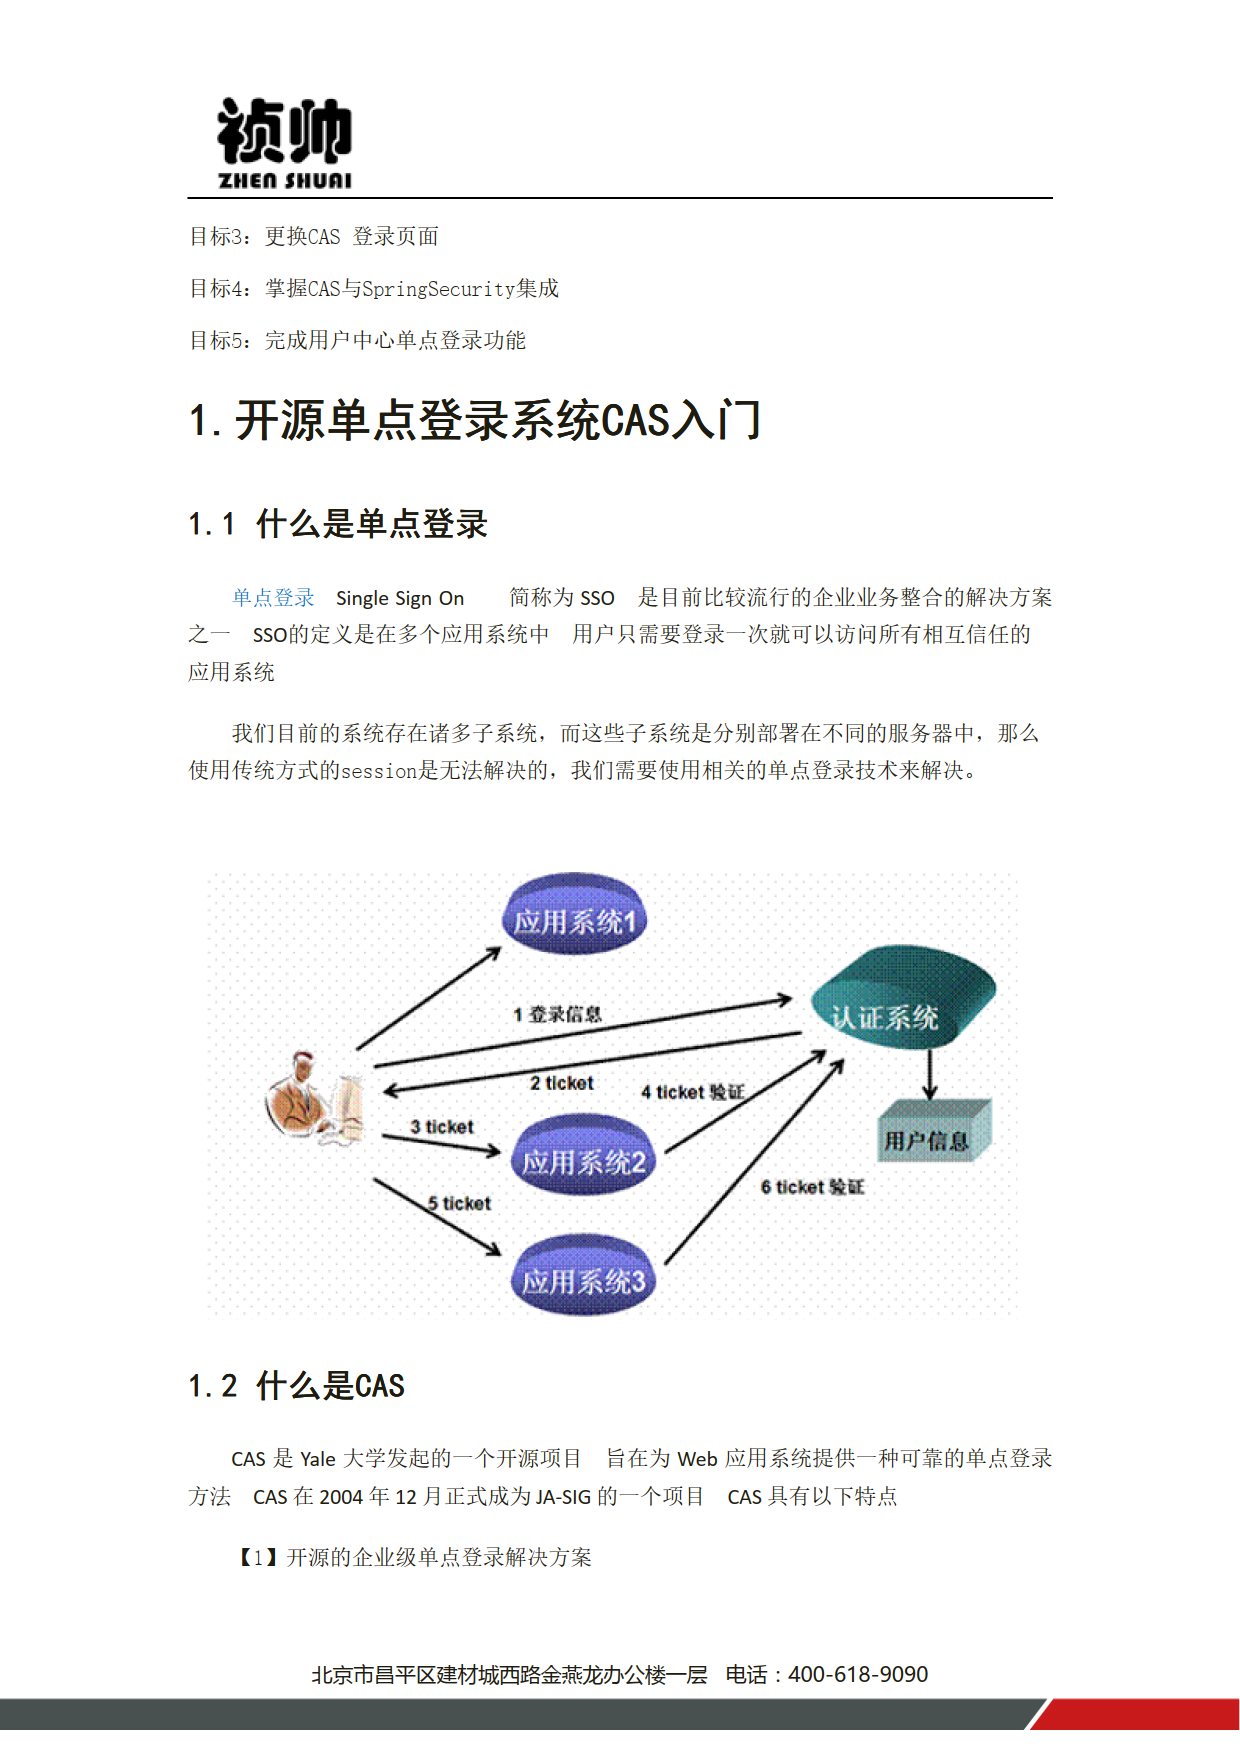 祯帅
ZHEN SHUAI
目标3：更换CAS 登录页面
目标4：掌握CAS与SpringSecurity集成
目标5：完成用户中心单点登录功能
1.开源单点登录系统CAS入门
1.1 什么是单点登录
单点登录 Single Sign On 简称为 SSO 是目前比较流行的企业业务整合的解决方案
之一 SSO的定义是在多个应用系统中 用户只需要登录一次就可以访问所有相互信任的
应用系统
我们目前的系统存在诸多子系统，而这些子系统是分别部署在不同的服务器中，那么
使用传统方式的session是无法解决的，我们需要使用相关的单点登录技术来解决。
应用系统1
1 登录信息
认证系统
2 ticket
4 ticket 验证
3 ticket
用户信息
应用系统2
6 ticket 验证
5 ticket
应用系统3
1.2 什么是CAS
CAS 是 Yale 大学发起的一个开源项目 旨在为 Web 应用系统提供一种可靠的单点登录
方法 CAS 在 2004 年 12 月正式成为 JA-SIG 的一个项目 CAS 具有以下特点
【1】开源的企业级单点登录解决方案
北京市昌平区建材城西路金燕龙办公楼一层 电话：400-618-9090